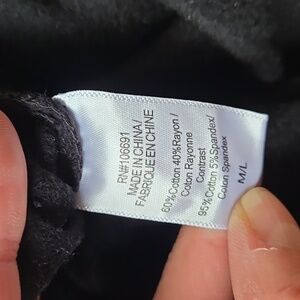 RN#106691
MADE IN CHINA/
FABRIQUE EN CHINE
60%Cotton 40%Rayon/
Coton Rayonne
Contrast
95%Cotton 5%Spandex/
Coton Spandex
M/L